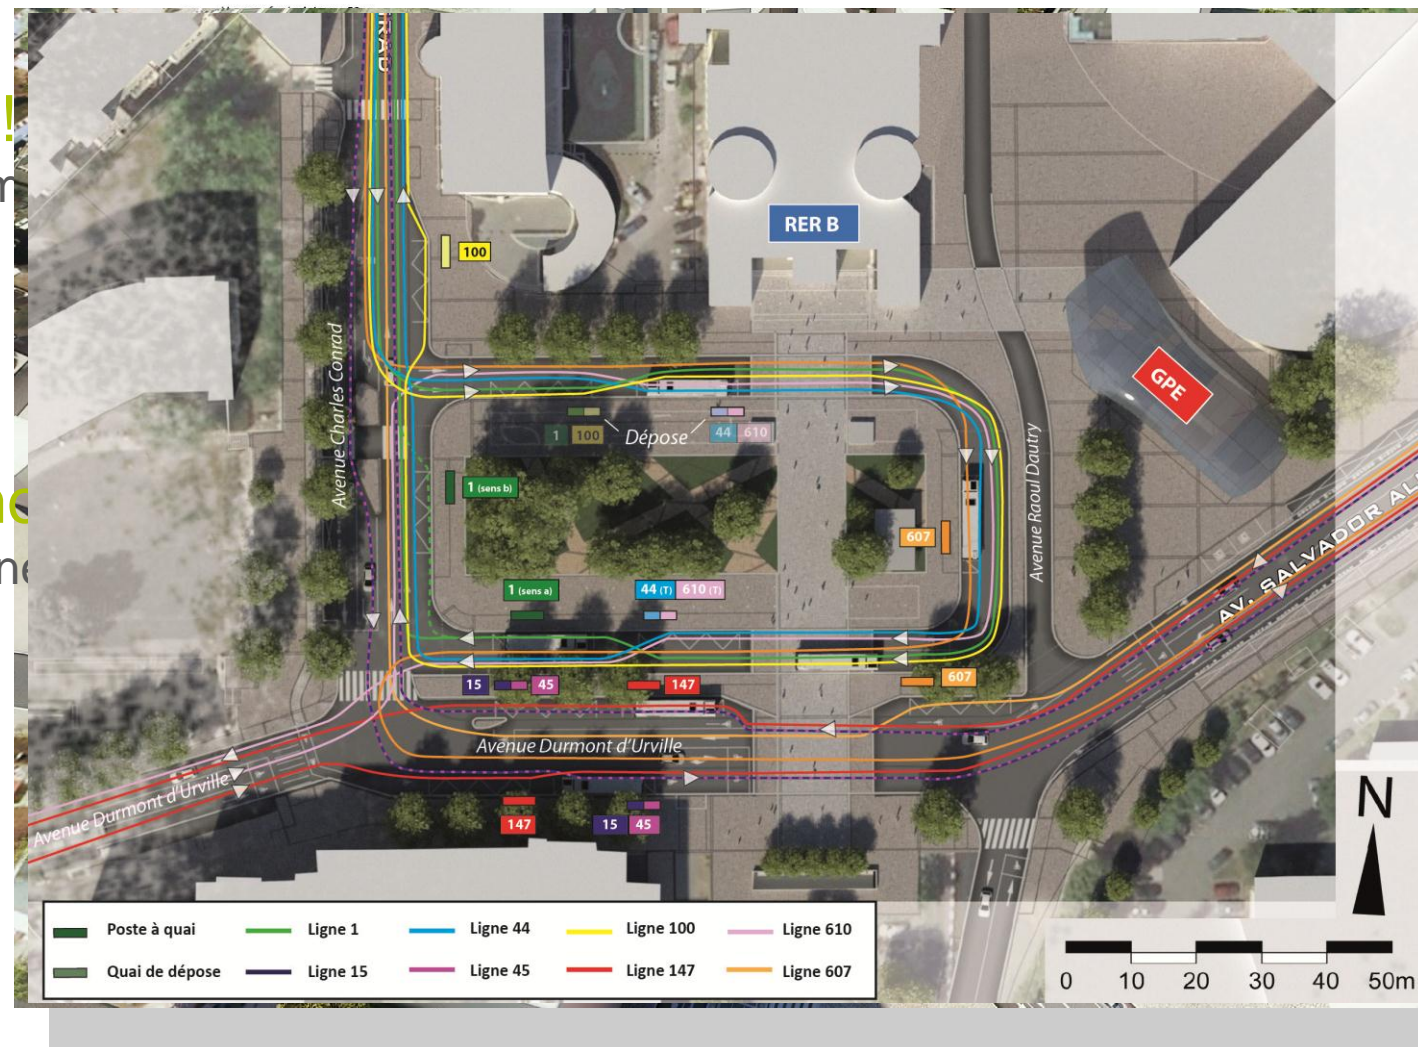 !
RAD
100
RER B
GPE
Avenue Charles Conrad
Dépose
1
100
44
610
1 (sens b)
607
Avenue Raoul Dautry
1 (sens a)
44 (T)
610 (T)
AV. SALVADOR AL
15
45
147
607
Avenue Durmont d'Urville
Avenue Durmont d'Urville
147
15
45
N
Poste à quai
Ligne 1
Ligne 44
Ligne 100
Ligne 610
Quai de dépose
Ligne 15
Ligne 45
Ligne 147
Ligne 607
0 10 20 30 40 50m